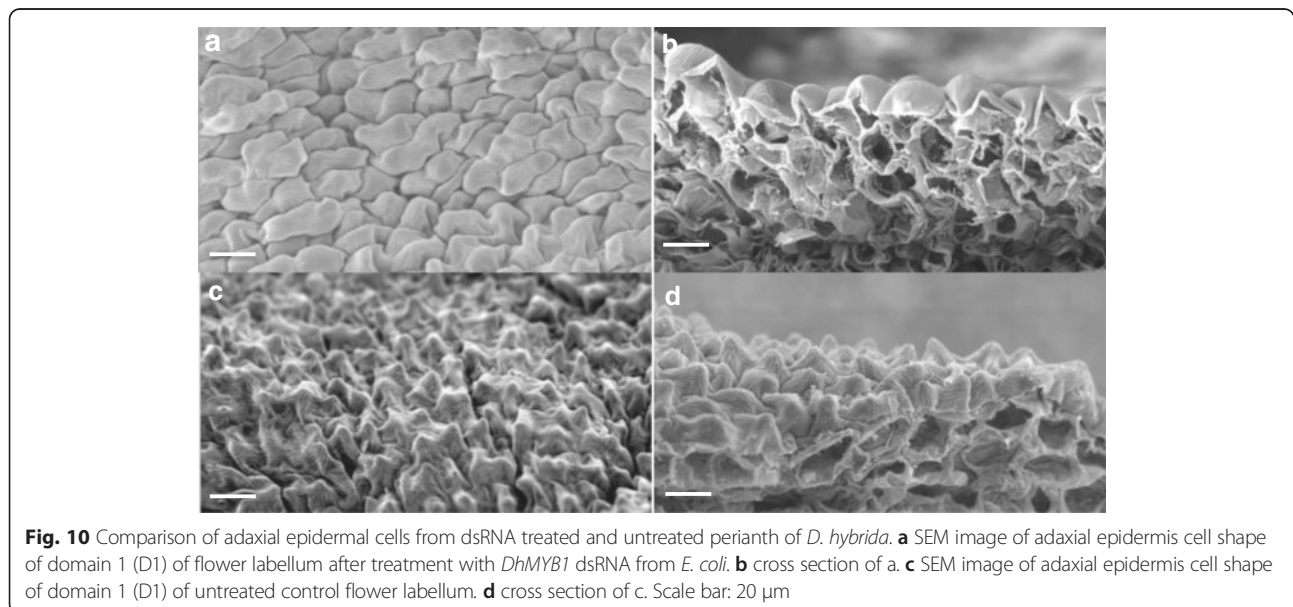 a
b
c
d
Fig. 10 Comparison of adaxial epidermal cells from dsRNA treated and untreated perianth of D. hybrida. a SEM image of adaxial epidermis cell shape
of domain 1 (D1) of flower labellum after treatment with DhMYB1 dsRNA from E. coli. b cross section of a. c SEM image of adaxial epidermis cell shape
of domain 1 (D1) of untreated control flower labellum. d cross section of c. Scale bar: 20 μm